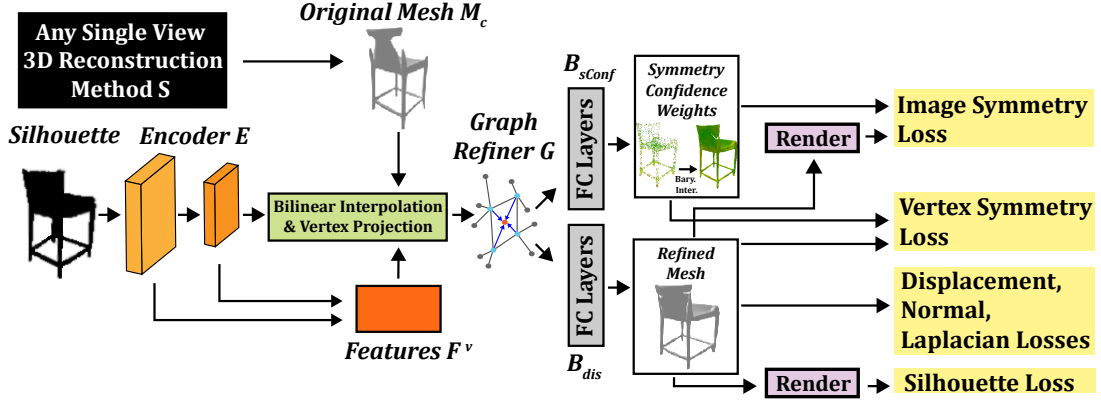 Any Single View
3D Reconstruction
Method S
Original Mesh M_c
Silhouette
Encoder E
Bilinear Interpolation
& Vertex Projection
Features F^v
Graph
Refiner G
B_sConf
FC Layers
FC Layers
B_dis
Symmetry
Confidence
Weights
Bary.
Inter.
Refined
Mesh
Render
Render
Image Symmetry
Loss
Vertex Symmetry
Loss
Displacement,
Normal,
Laplacian Losses
Silhouette Loss